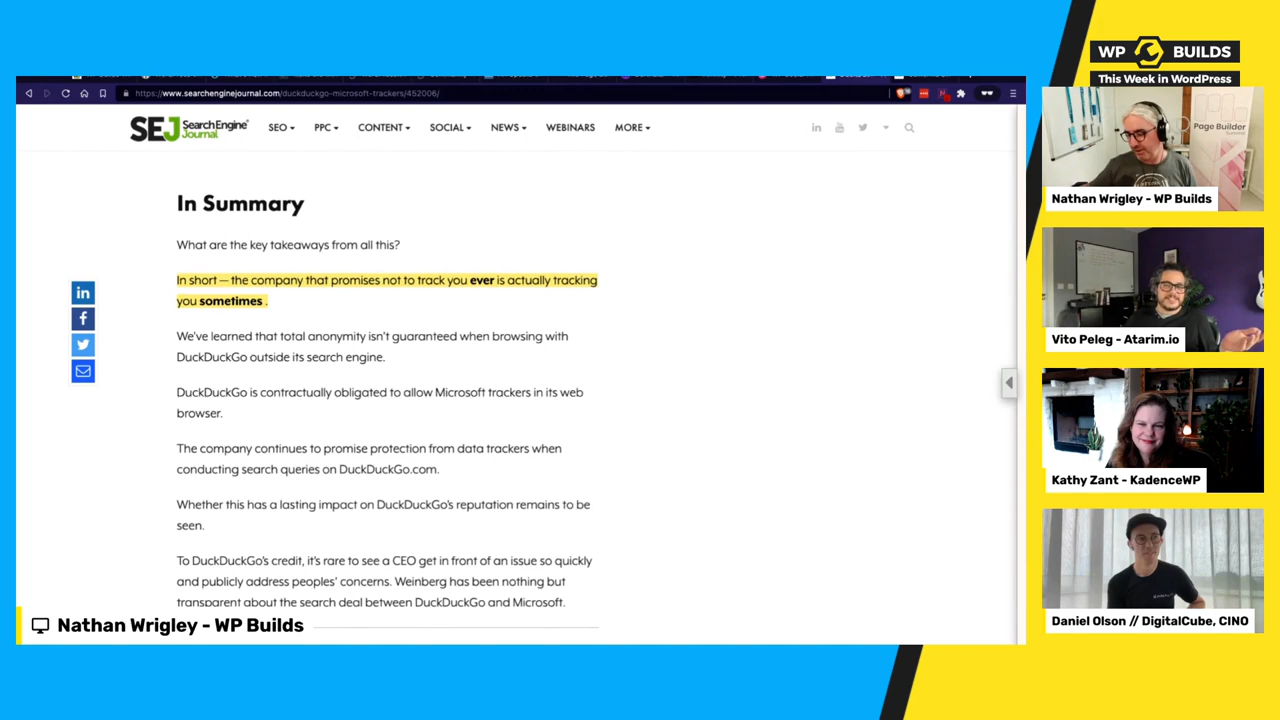 WP BUILDS
This Week in WordPress
https://www.searchenginejournal.com/duckduckgo-microsoft-trackers/452006/
SEJ Search Engine Journal
SEO PPC CONTENT SOCIAL NEWS WEBINARS MORE
In Summary
What are the key takeaways from all this?
In short — the company that promises not to track you ever is actually tracking
you sometimes .
We've learned that total anonymity isn't guaranteed when browsing with
DuckDuckGo outside its search engine.
DuckDuckGo is contractually obligated to allow Microsoft trackers in its web
browser.
The company continues to promise protection from data trackers when
conducting search queries on DuckDuckGo.com.
Whether this has a lasting impact on DuckDuckGo's reputation remains to be
seen.
To DuckDuckGo's credit, it's rare to see a CEO get in front of an issue so quickly
and publicly address peoples' concerns. Weinberg has been nothing but
transparent about the search deal between DuckDuckGo and Microsoft.
Nathan Wrigley - WP Builds
Page Builder
Summit
Nathan Wrigley - WP Builds
Vito Peleg - Atarim.io
Kathy Zant - KadenceWP
Daniel Olson // DigitalCube, CINO